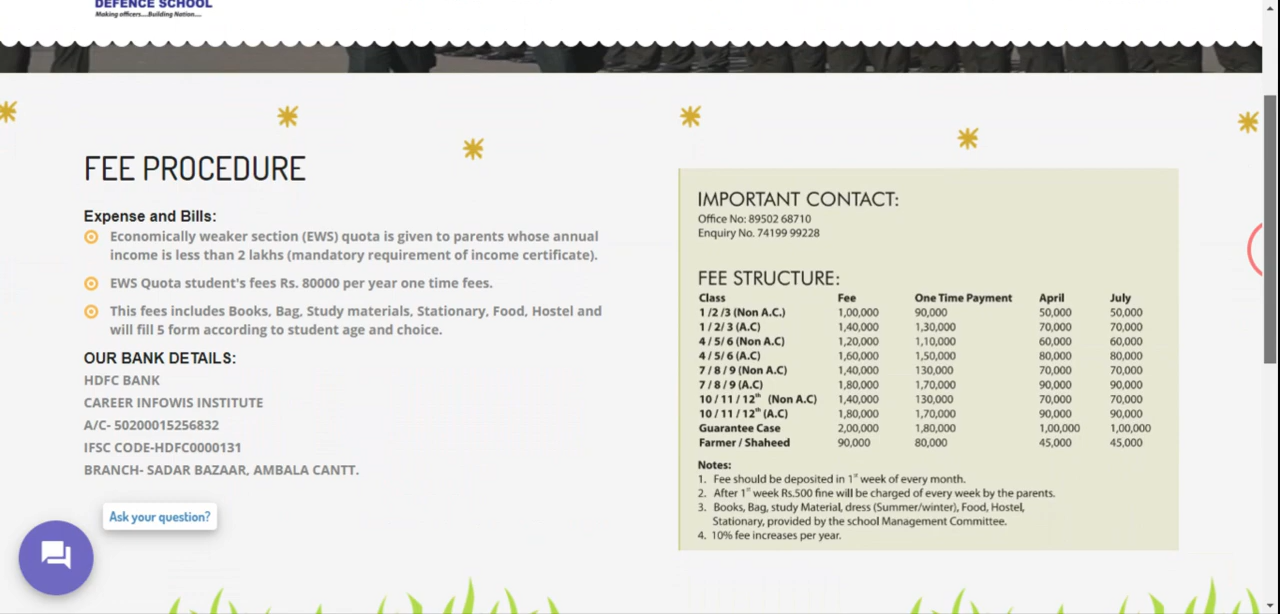 DEFENCE SCHOOL
Making officers....Building Nation....
FEE PROCEDURE
Expense and Bills:
Economically weaker section (EWS) quota is given to parents whose annual
income is less than 2 lakhs (mandatory requirement of income certificate).
EWS Quota student's fees Rs. 80000 per year one time fees.
This fees includes Books, Bag, Study materials, Stationary, Food, Hostel and
will fill 5 form according to student age and choice.
OUR BANK DETAILS:
HDFC BANK
CAREER INFOWIS INSTITUTE
A/C- 50200015256832
IFSC CODE-HDFC0000131
BRANCH- SADAR BAZAAR, AMBALA CANTT.
Ask your question?
IMPORTANT CONTACT:
Office No: 89502 68710
Enquiry No. 74199 99228
FEE STRUCTURE:
Class Fee One Time Payment April July
1 /2 /3 (Non A.C.) 1,00,000 90,000 50,000 50,000
1 / 2 / 3 (A.C) 1,40,000 1,30,000 70,000 70,000
4 / 5 / 6 (Non A.C) 1,20,000 1,10,000 60,000 60,000
4 / 5 / 6 (A.C) 1,60,000 1,50,000 80,000 80,000
7 / 8 / 9 (Non A.C) 1,40,000 130,000 70,000 70,000
7 / 8 / 9 (A.C) 1,80,000 1,70,000 90,000 90,000
10 / 11 / 12th (Non A.C) 1,40,000 130,000 70,000 70,000
10 / 11 / 12th (A.C) 1,80,000 1,70,000 90,000 90,000
Guarantee Case 2,00,000 1,80,000 1,00,000 1,00,000
Farmer / Shaheed 90,000 80,000 45,000 45,000
Notes:
1. Fee should be deposited in 1st week of every month.
2. After 1st week Rs.500 fine will be charged of every week by the parents.
3. Books, Bag, study Material, dress (Summer/winter), Food, Hostel,
Stationary, provided by the school Management Committee.
4. 10% fee increases per year.